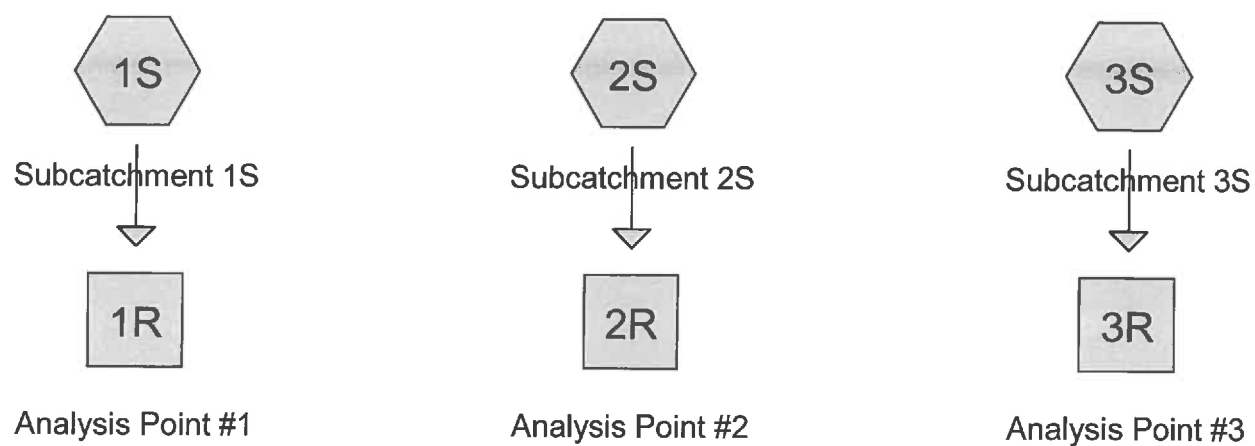 1S
2S
3S
Subcatchment 1S
Subcatchment 2S
Subcatchment 3S
1R
2R
3R
Analysis Point #1
Analysis Point #2
Analysis Point #3